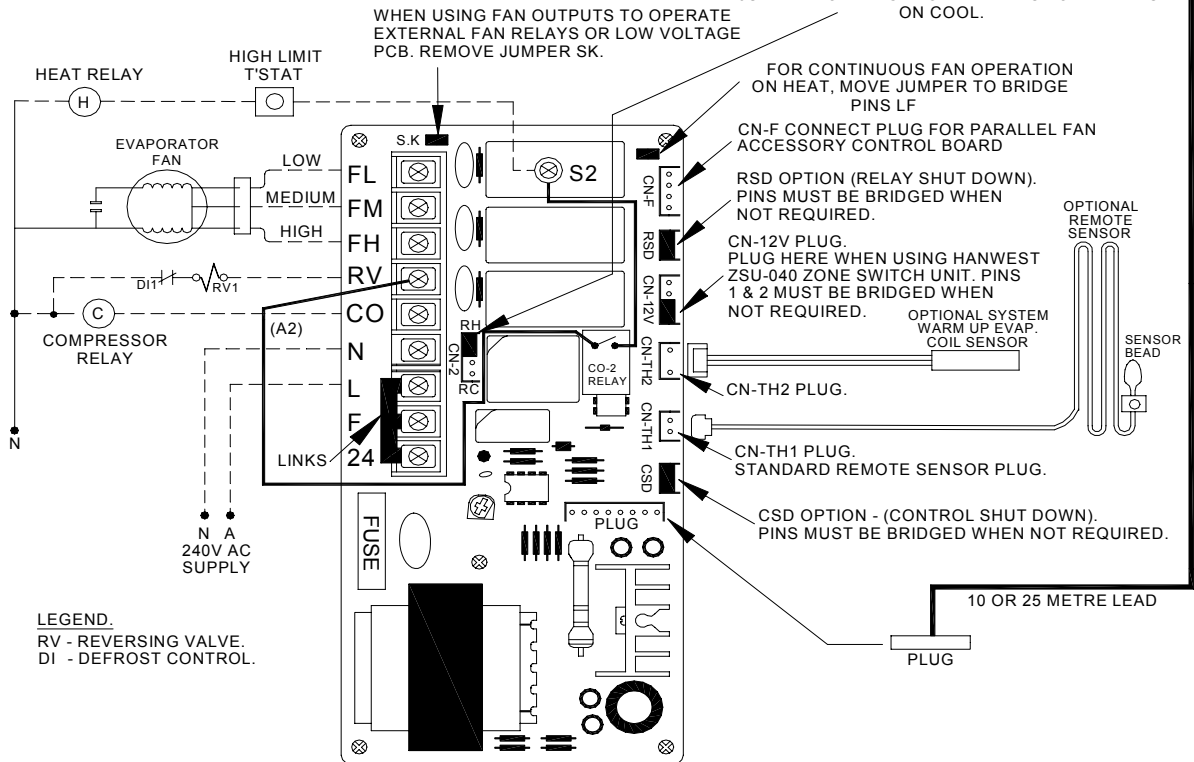 ON COOL.
WHEN USING FAN OUTPUTS TO OPERATE
EXTERNAL FAN RELAYS OR LOW VOLTAGE
PCB. REMOVE JUMPER SK.
HIGH LIMIT
T'STAT
HEAT RELAY
H
FOR CONTINUOUS FAN OPERATION
ON HEAT, MOVE JUMPER TO BRIDGE
PINS LF
CN-F CONNECT PLUG FOR PARALLEL FAN
ACCESSORY CONTROL BOARD
RSD OPTION (RELAY SHUT DOWN).
PINS MUST BE BRIDGED WHEN
NOT REQUIRED.
CN-12V PLUG.
PLUG HERE WHEN USING HANWEST
ZSU-040 ZONE SWITCH UNIT. PINS
1 & 2 MUST BE BRIDGED WHEN
NOT REQUIRED.
OPTIONAL
REMOTE
SENSOR
OPTIONAL SYSTEM
WARM UP EVAP.
COIL SENSOR
SENSOR
BEAD
CN-TH2 PLUG.
CN-TH1 PLUG.
STANDARD REMOTE SENSOR PLUG.
CSD OPTION - (CONTROL SHUT DOWN).
PINS MUST BE BRIDGED WHEN NOT REQUIRED.
10 OR 25 METRE LEAD
PLUG
EVAPORATOR
FAN
LOW
MEDIUM
HIGH
DI1
RV1
C
COMPRESSOR
RELAY
(A2)
N
N A
240V AC
SUPPLY
LINKS
S.K
FL
FM
FH
RV
CO
N
L
F
24
S2
RH
CN-2
RC
CO-2
RELAY
CN-F
RSD
CN-12V
CN-TH2
CN-TH1
CSD
PLUG
FUSE
LEGEND.
RV - REVERSING VALVE.
DI - DEFROST CONTROL.